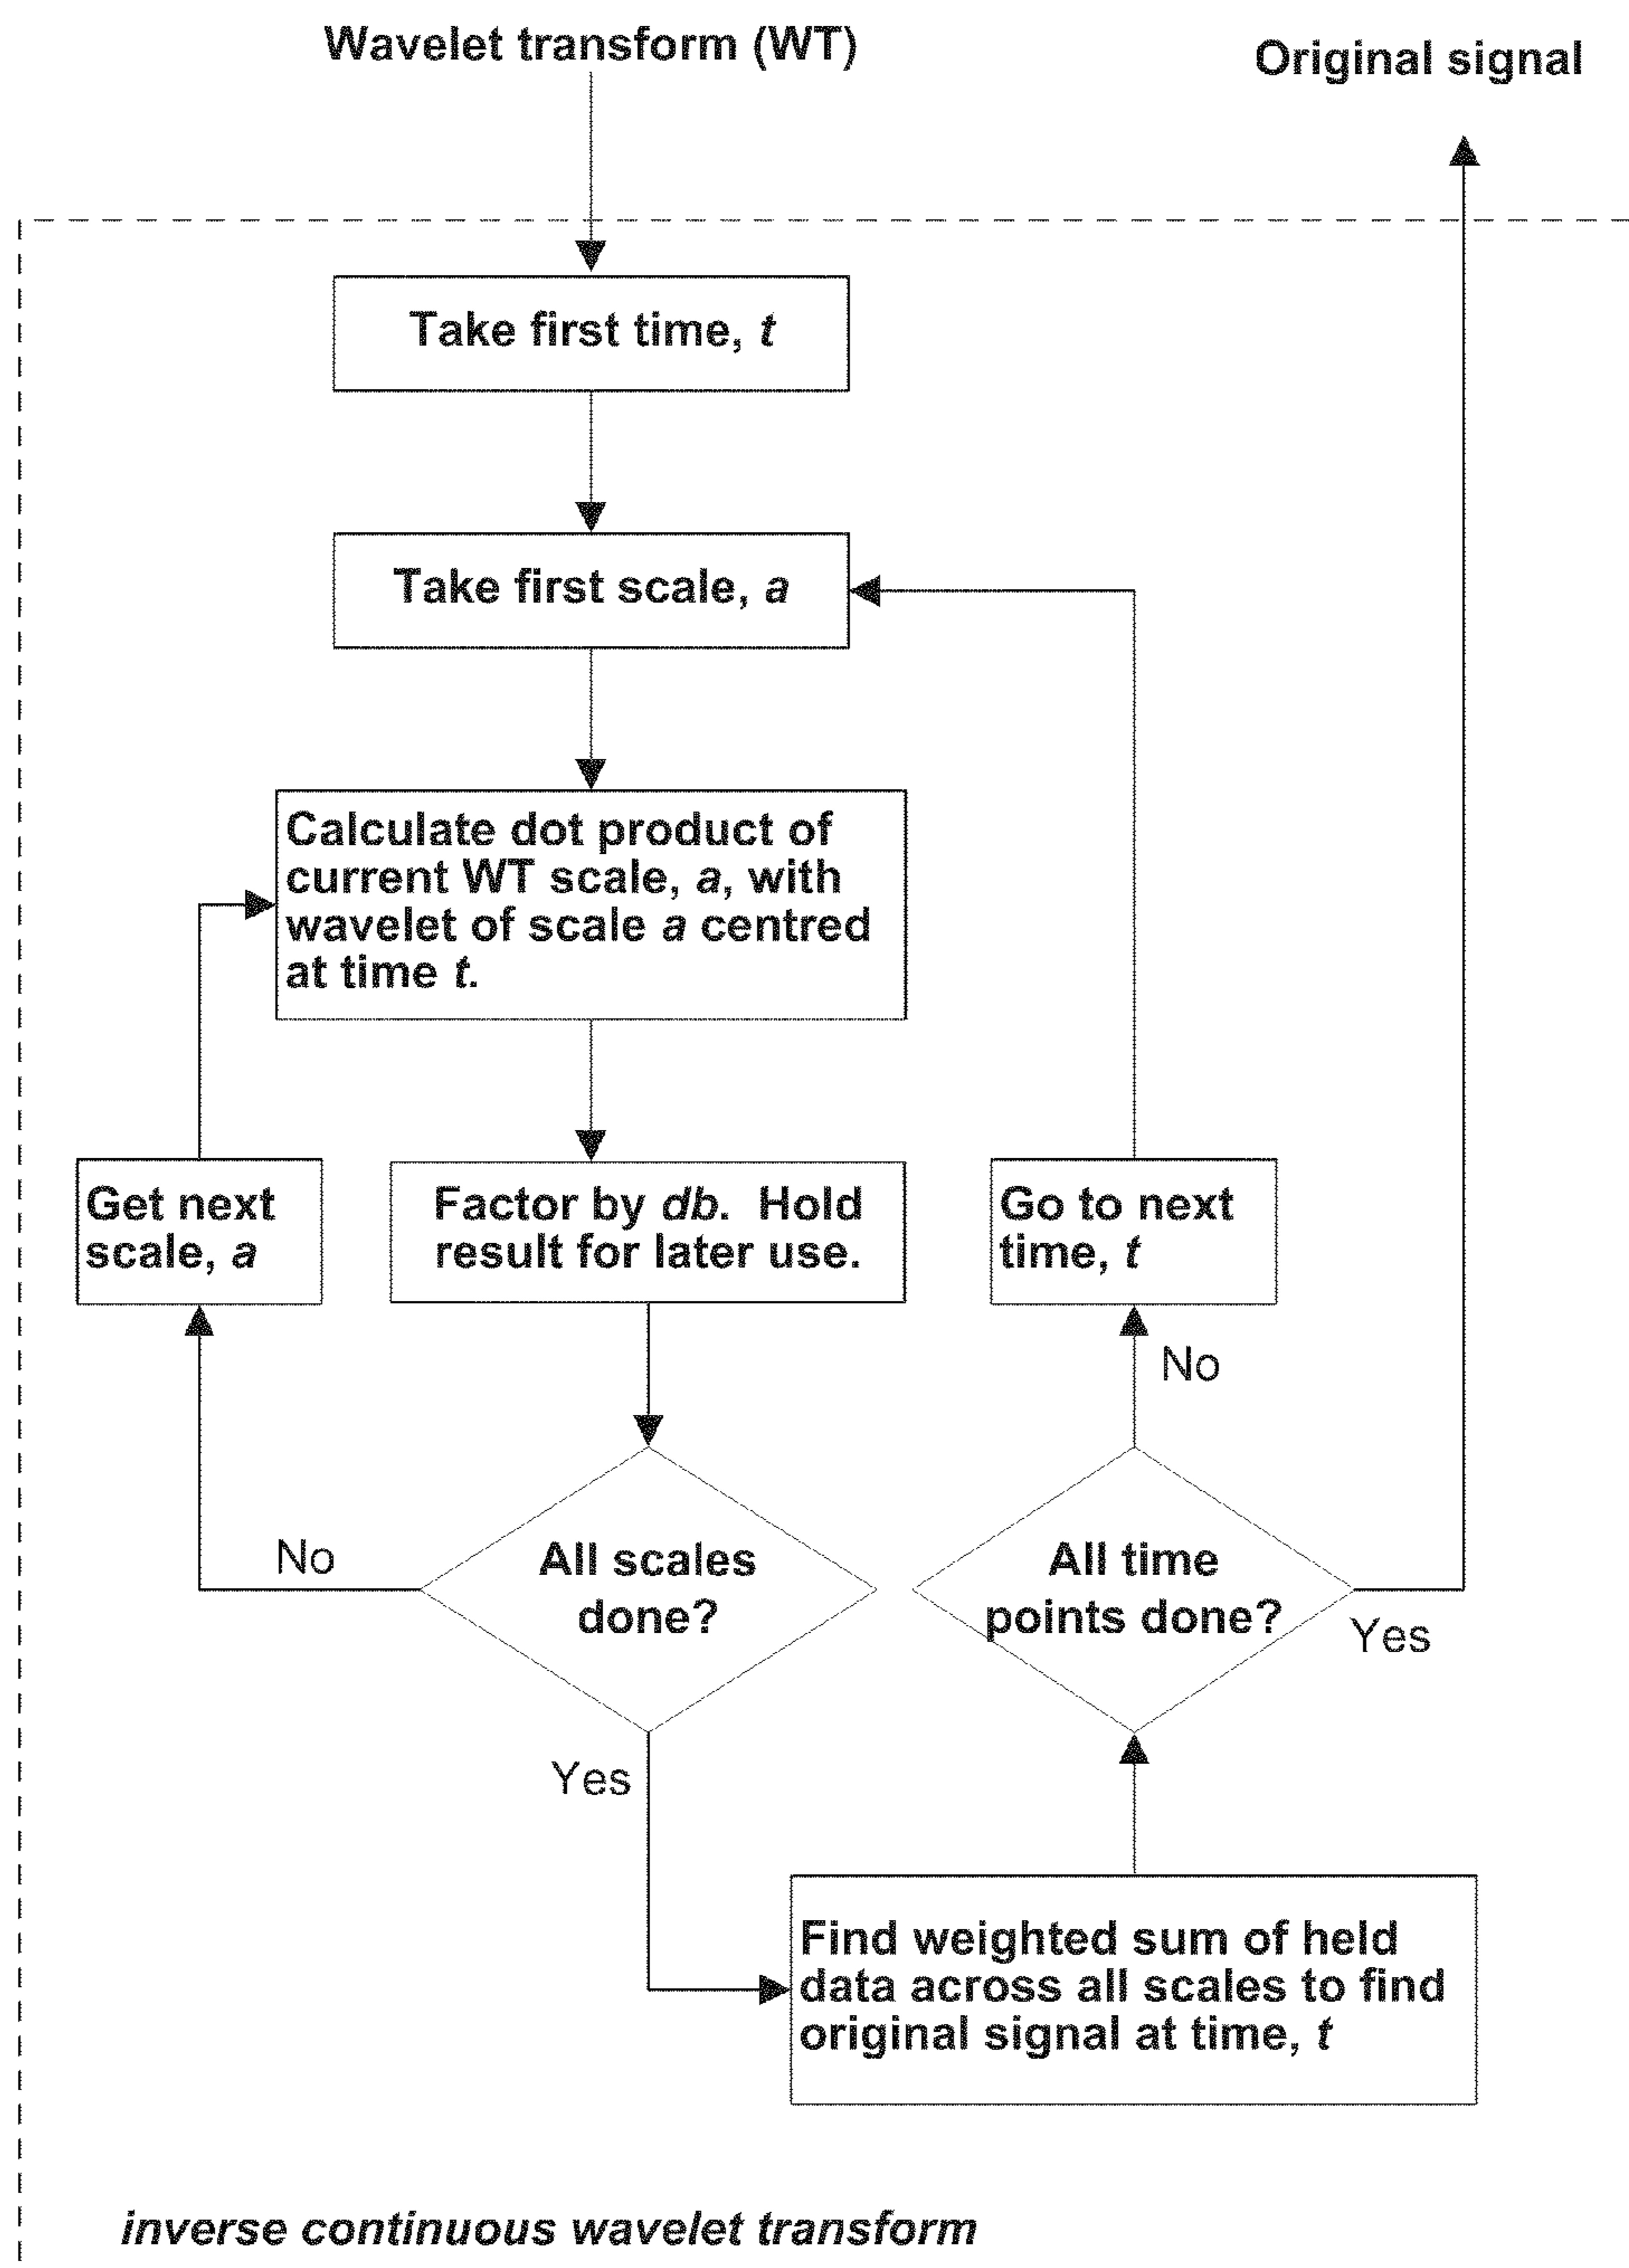 Wavelet transform (WT)
Original signal
Take first time, t
Take first scale, a
Calculate dot product of
current WT scale, a, with
wavelet of scale a centred
at time t.
Get next
scale, a
Factor by db. Hold
result for later use.
Go to next
time, t
No
No
All scales
done?
All time
points done?
Yes
Yes
Find weighted sum of held
data across all scales to find
original signal at time, t
inverse continuous wavelet transform